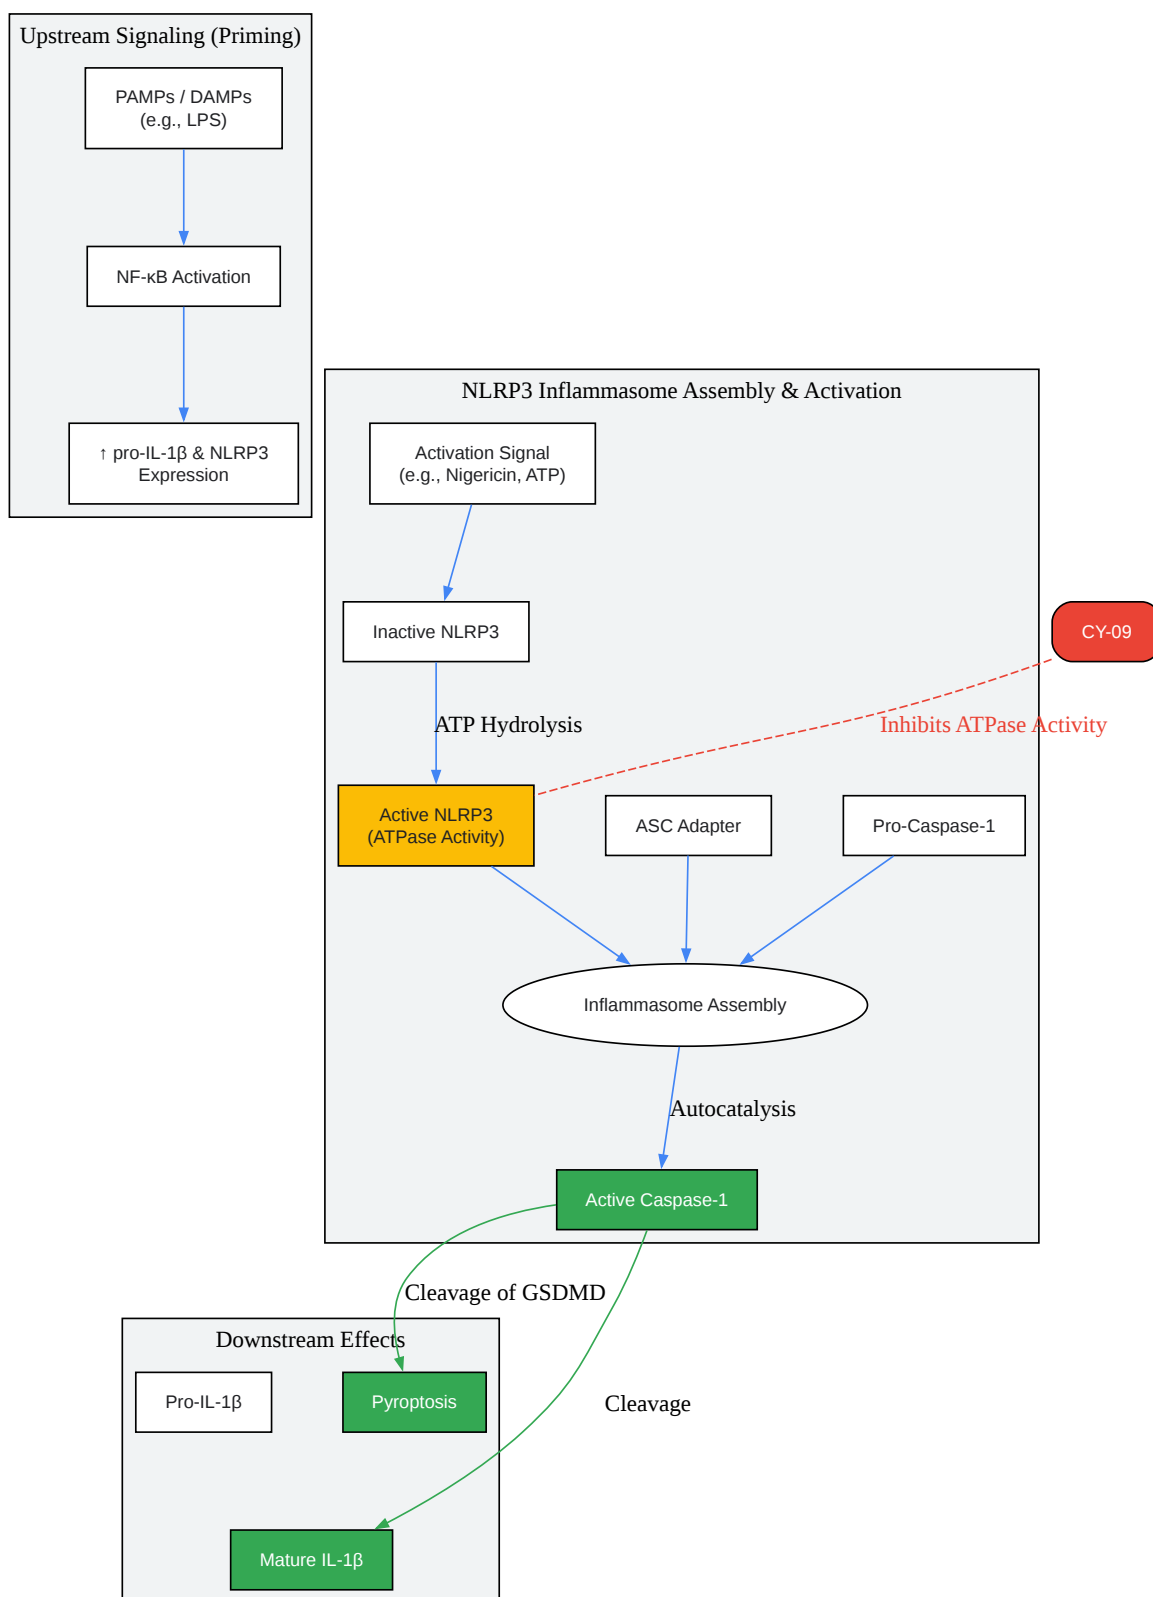 Upstream Signaling (Priming)
PAMPs / DAMPs
(e.g., LPS)
NF-κB Activation
↑ pro-IL-1β & NLRP3
Expression
NLRP3 Inflammasome Assembly & Activation
Activation Signal
(e.g., Nigericin, ATP)
Inactive NLRP3
CY-09
ATP Hydrolysis
Inhibits ATPase Activity
Active NLRP3
(ATPase Activity)
ASC Adapter
Pro-Caspase-1
Inflammasome Assembly
Autocatalysis
Active Caspase-1
Cleavage of GSDMD
Downstream Effects
Pro-IL-1β
Pyroptosis
Cleavage
Mature IL-1β